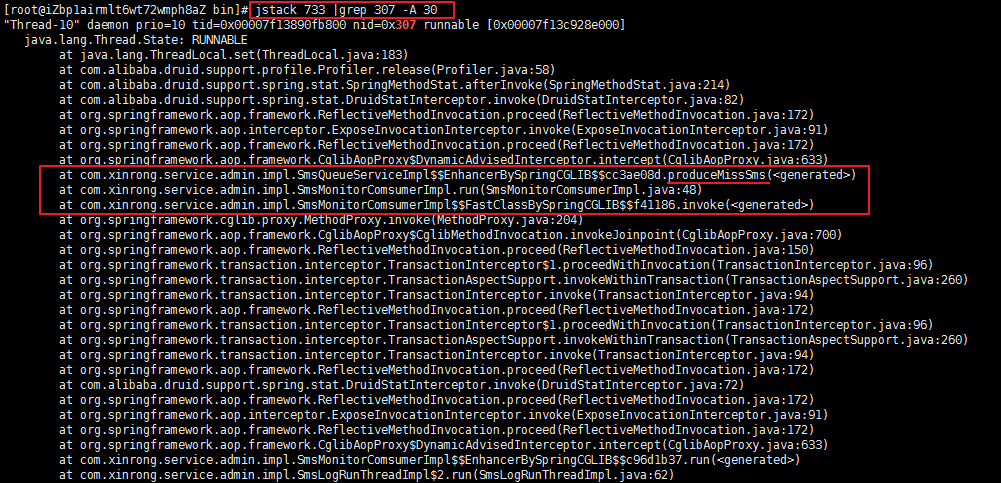 [root@iZbp1airmlt6wt72wmph8aZ bin]# jstack 733 |grep 307 -A 30
"Thread-10" daemon prio=10 tid=0x00007f13890fb800 nid=0x307 runnable [0x00007f13c928e000]
java.lang.Thread.State: RUNNABLE
at java.lang.ThreadLocal.set(ThreadLocal.java:183)
at com.alibaba.druid.support.profile.Profiler.release(Profiler.java:58)
at com.alibaba.druid.support.spring.stat.SpringMethodStat.afterInvoke(SpringMethodStat.java:214)
at com.alibaba.druid.support.spring.stat.DruidStatInterceptor.invoke(DruidStatInterceptor.java:82)
at org.springframework.aop.framework.ReflectiveMethodInvocation.proceed(ReflectiveMethodInvocation.java:172)
at org.springframework.aop.interceptor.ExposeInvocationInterceptor.invoke(ExposeInvocationInterceptor.java:91)
at org.springframework.aop.framework.ReflectiveMethodInvocation.proceed(ReflectiveMethodInvocation.java:172)
at org.springframework.aop.framework.CglibAopProxy$DynamicAdvisedInterceptor.intercept(CglibAopProxy.java:633)
at com.xinrong.service.admin.impl.SmsQueueServiceImpl$$EnhancerBySpringCGLIB$$cc3ae08d.produceMissSms(<generated>)
at com.xinrong.service.admin.impl.SmsMonitorComsumerImpl.run(SmsMonitorComsumerImpl.java:48)
at com.xinrong.service.admin.impl.SmsMonitorComsumerImpl$$FastClassBySpringCGLIB$$f41186.invoke(<generated>)
at org.springframework.cglib.proxy.MethodProxy.invoke(MethodProxy.java:204)
at org.springframework.aop.framework.CglibAopProxy$CglibMethodInvocation.invokeJoinpoint(CglibAopProxy.java:700)
at org.springframework.aop.framework.ReflectiveMethodInvocation.proceed(ReflectiveMethodInvocation.java:150)
at org.springframework.transaction.interceptor.TransactionInterceptor$1.proceedWithInvocation(TransactionInterceptor.java:96)
at org.springframework.transaction.interceptor.TransactionAspectSupport.invokeWithinTransaction(TransactionAspectSupport.java:260)
at org.springframework.transaction.interceptor.TransactionInterceptor.invoke(TransactionInterceptor.java:94)
at org.springframework.aop.framework.ReflectiveMethodInvocation.proceed(ReflectiveMethodInvocation.java:172)
at org.springframework.transaction.interceptor.TransactionInterceptor$1.proceedWithInvocation(TransactionInterceptor.java:96)
at org.springframework.transaction.interceptor.TransactionAspectSupport.invokeWithinTransaction(TransactionAspectSupport.java:260)
at org.springframework.transaction.interceptor.TransactionInterceptor.invoke(TransactionInterceptor.java:94)
at org.springframework.aop.framework.ReflectiveMethodInvocation.proceed(ReflectiveMethodInvocation.java:172)
at com.alibaba.druid.support.spring.stat.DruidStatInterceptor.invoke(DruidStatInterceptor.java:72)
at org.springframework.aop.framework.ReflectiveMethodInvocation.proceed(ReflectiveMethodInvocation.java:172)
at org.springframework.aop.interceptor.ExposeInvocationInterceptor.invoke(ExposeInvocationInterceptor.java:91)
at org.springframework.aop.framework.ReflectiveMethodInvocation.proceed(ReflectiveMethodInvocation.java:172)
at org.springframework.aop.framework.CglibAopProxy$DynamicAdvisedInterceptor.intercept(CglibAopProxy.java:633)
at com.xinrong.service.admin.impl.SmsMonitorComsumerImpl$$EnhancerBySpringCGLIB$$c96d1b37.run(<generated>)
at com.xinrong.service.admin.impl.SmsLogRunThreadImpl$2.run(SmsLogRunThreadImpl.java:62)